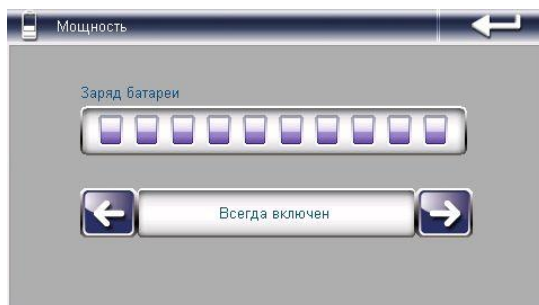 Мощность
Заряд батареи
Всегда включен